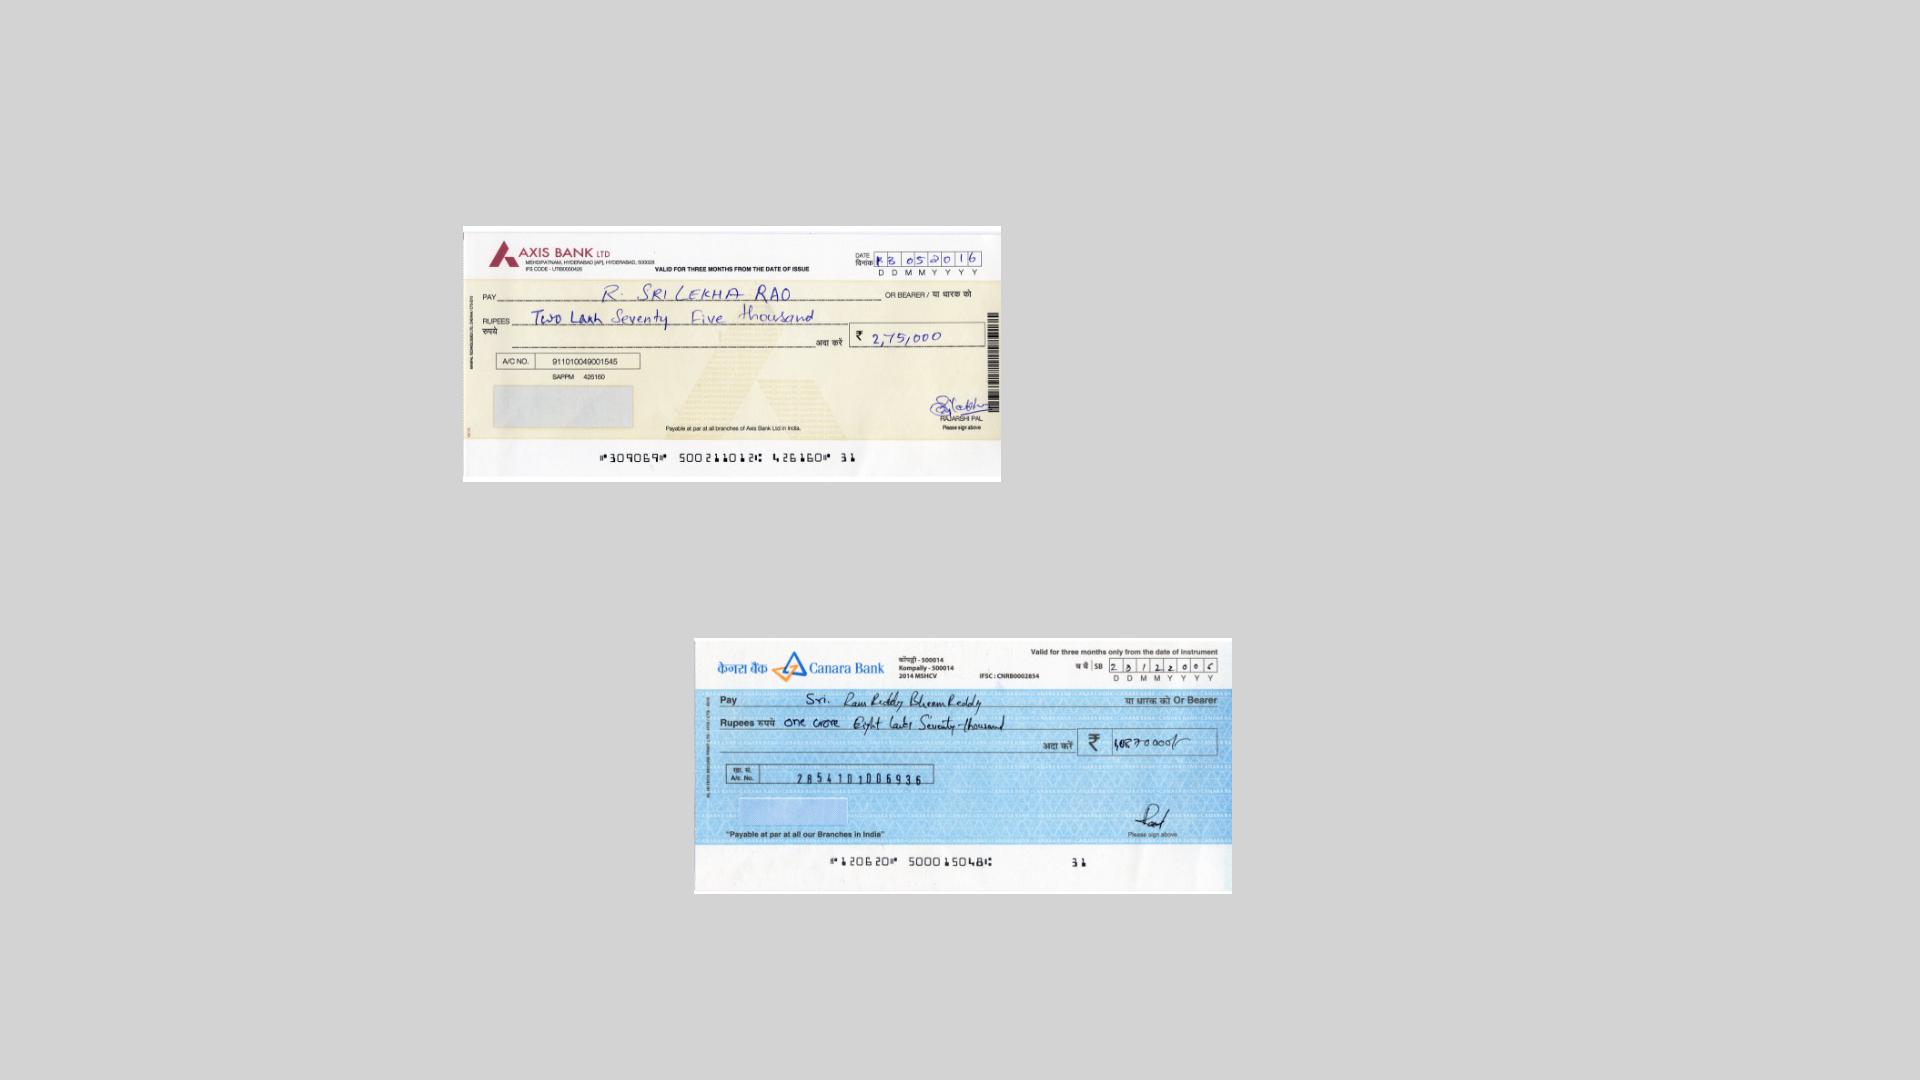 AXIS BANK LTD
MEHDIPATNAM, HYDERABAD [AP], HYDERABAD, 500028
IFS CODE - UTIB0000426
VALID FOR THREE MONTHS FROM THE DATE OF ISSUE
DATE
दिनांक
05 2016
D D M M Y Y Y Y
PAY R. SRI LEKHA RAO OR BEARER / या धारक को
RUPEES Two Lakh Seventy Five thousand
रुपये
अदा करें ₹ 2,75,000
A/C NO. 911010049001545
SAPPM 426160
RAJARSHI PAL
Please sign above
Payable at par at all branches of Axis Bank Ltd in India.
⑈309069⑈ 500211012⑆ 426160⑈ 31
Valid for three months only from the date of instrument
केनरा बैंक Canara Bank
कोंपल्ली - 500014
Kompally - 500014
2014 MSHCV
IFSC : CNRB0002854
ब बैं SB 2 3 1 2 2 0 0 6
D D M M Y Y Y Y
Pay Sri. Ram Reddy Bheem Reddy या धारक को Or Bearer
Rupees रुपये One crore Eight Lacks Seventy-thousand
अदा करें ₹ 10870000/-
खा. सं.
A/c. No. 2854101006936
Please sign above
"Payable at par at all our Branches in India"
⑈120620⑈ 500015048⑆ 31